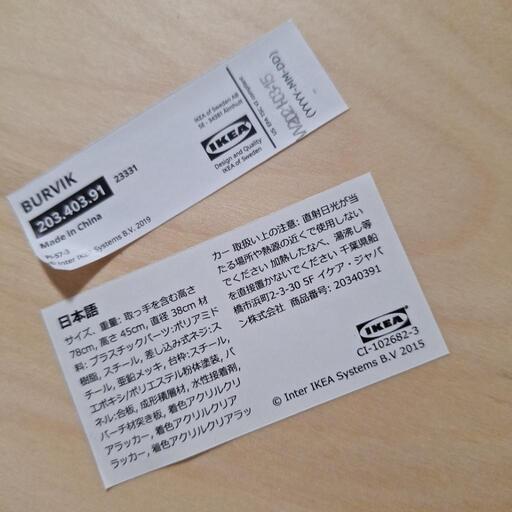 BURVIK
203.403.91
23331
Made in China
Inter IKEA Systems B.V. 2019
IKEA of Sweden AB
SE - 34381 Älmhult
IKEA
Design and Quality
IKEA of Sweden
(YYYY-MM-DD)
日本語
サイズ、重量: 取っ手を含む高さ
78cm, 高さ 45cm, 直径 38cm 材
料: プラスチックパーツ:ポリアミド
樹脂, スチール, 差し込み式ネジ:ス
チール, 亜鉛メッキ, 台枠:スチール,
エポキシ/ポリエステル粉体塗装, パ
ネル:合板, 成形積層材, 水性接着剤,
バーチ材突き板, 着色アクリルクリ
アラッカー, 着色アクリルクリアラ
ッカー, 着色アクリルクリアラッ
カー 取扱い上の注意: 直射日光が当
たる場所や熱源の近くで使用しない
でください 加熱したなべ、湯沸し等
を直接置かないでください 千葉県船
橋市浜町2-3-30 5F イケア・ジャパ
ン株式会社 商品番号: 20340391
IKEA
CI-102682-3
© Inter IKEA Systems B.V 2015